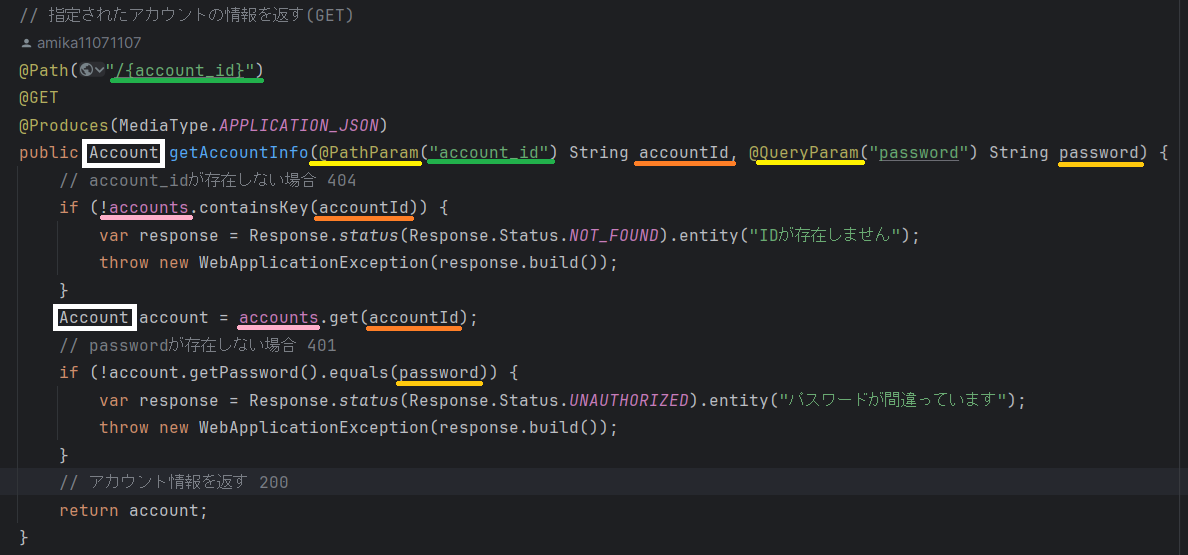 // 指定されたアカウントの情報を返す(GET)
amika11071107
@Path("/{account_id}")
@GET
@Produces(MediaType.APPLICATION_JSON)
public Account getAccountInfo(@PathParam("account_id") String accountId, @QueryParam("password") String password) {
// account_idが存在しない場合 404
if (!accounts.containsKey(accountId)) {
var response = Response.status(Response.Status.NOT_FOUND).entity("IDが存在しません");
throw new WebApplicationException(response.build());
}
Account account = accounts.get(accountId);
// passwordが存在しない場合 401
if (!account.getPassword().equals(password)) {
var response = Response.status(Response.Status.UNAUTHORIZED).entity("パスワードが間違っています");
throw new WebApplicationException(response.build());
}
// アカウント情報を返す 200
return account;
}